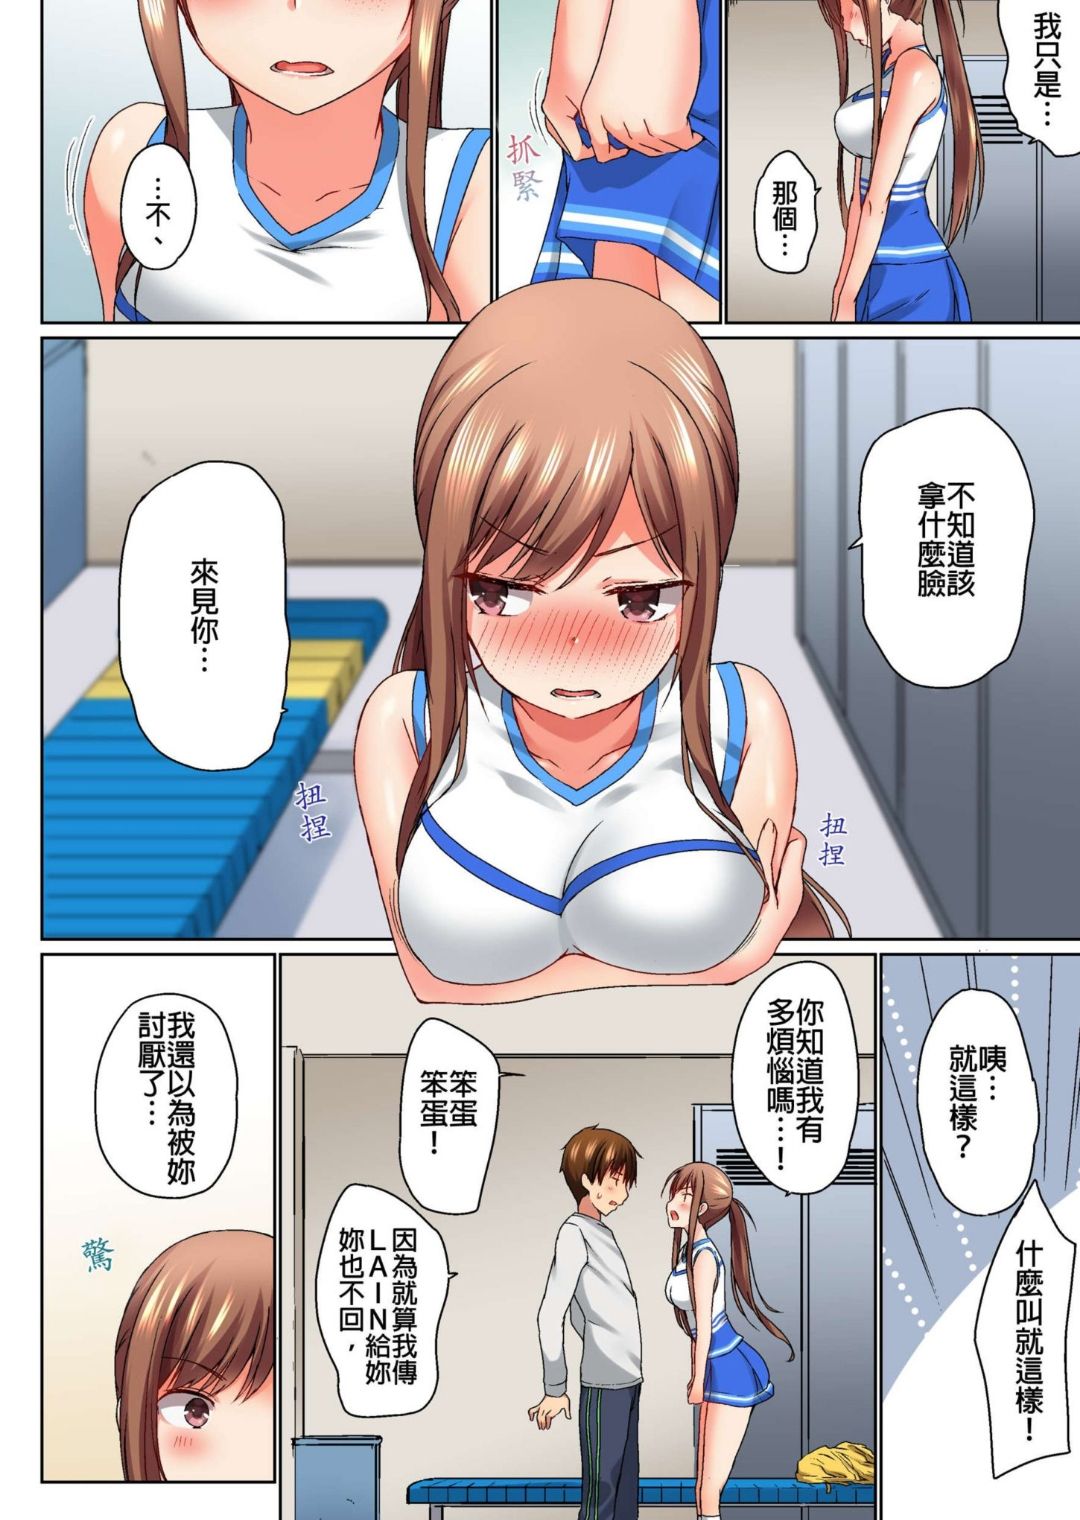 我只是…
那個…
抓緊
…不、
不知道該
拿什麼臉
來見你…
扭捏
扭捏
咦…
就這樣？
什麼叫就這樣！
你知道我有
多煩惱嗎…！
笨蛋
笨蛋！
因為就算我傳
LAIN給妳
妳也不回，
我還以為被妳
討厭了…
驚